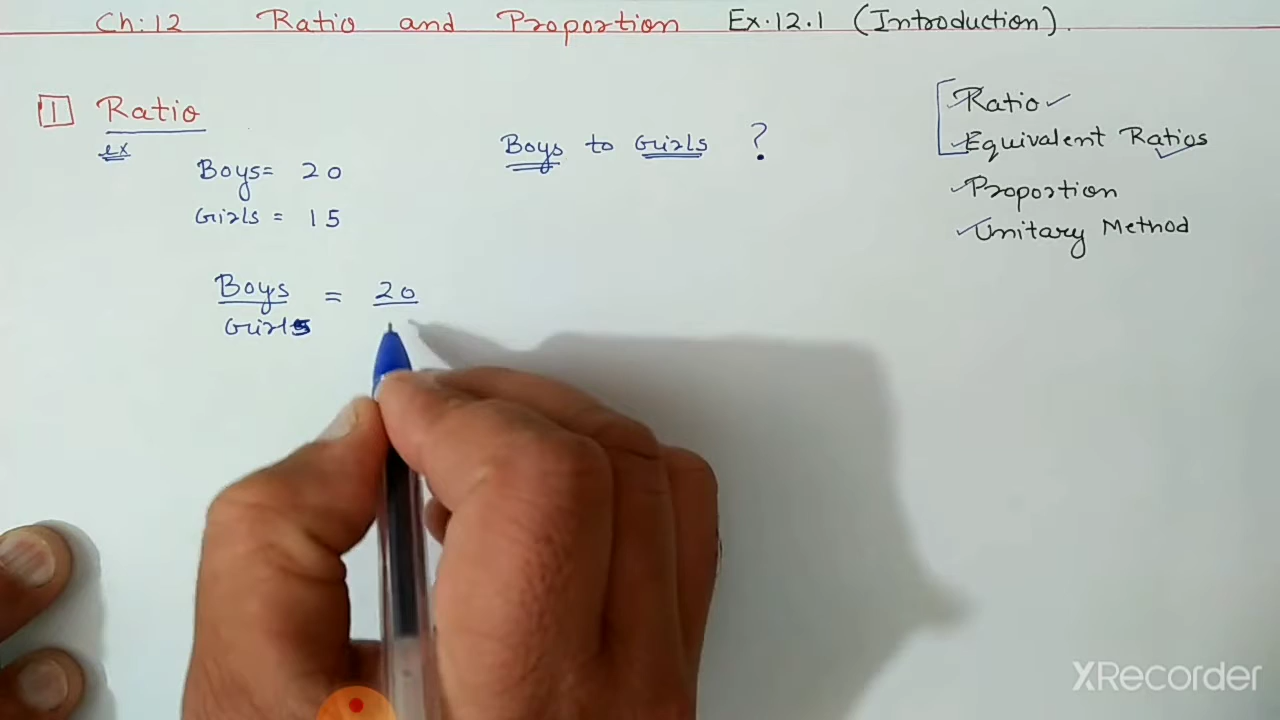 Ch:12 Ratio and Proportion Ex.12.1 (Introduction).
1 Ratio
ex
Boys = 20
Girls = 15
Boys to Girls ?
Ratio
Equivalent Ratios
Proportion
Unitary Method
Boys = 20
Girls
XRecorder